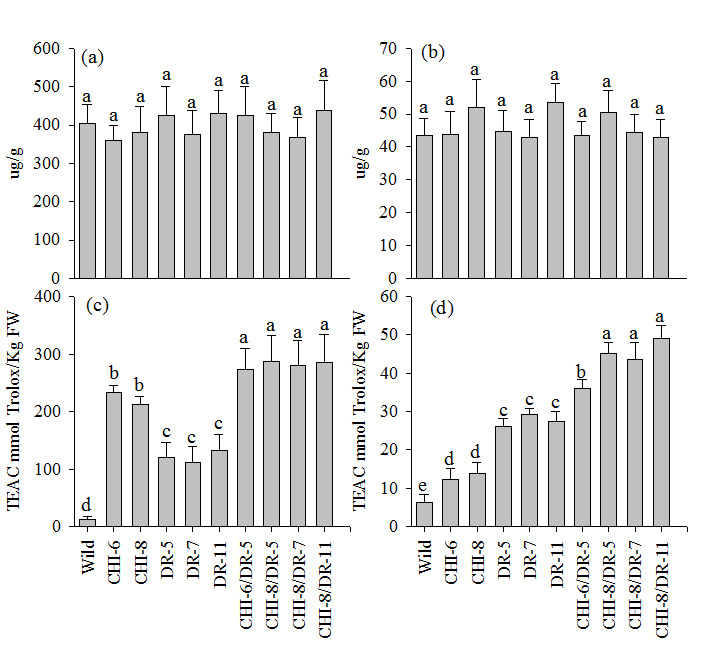 (a)
ug/g
600
500
400
300
200
100
0
a a a a a a a a a a
(b)
ug/g
70
60
50
40
30
20
10
0
a a a a a a a a a a
(c)
TEAC mmol Trolox/Kg FW
400
300
200
100
0
d b b c c c a a a a
Wild CHI-6 CHI-8 DR-5 DR-7 DR-11 CHI-6/DR-5 CHI-8/DR-5 CHI-8/DR-7 CHI-8/DR-11
(d)
TEAC mmol Trolox/Kg FW
60
50
40
30
20
10
0
e d d c c c b a a a
Wild CHI-6 CHI-8 DR-5 DR-7 DR-11 CHI-6/DR-5 CHI-8/DR-5 CHI-8/DR-7 CHI-8/DR-11